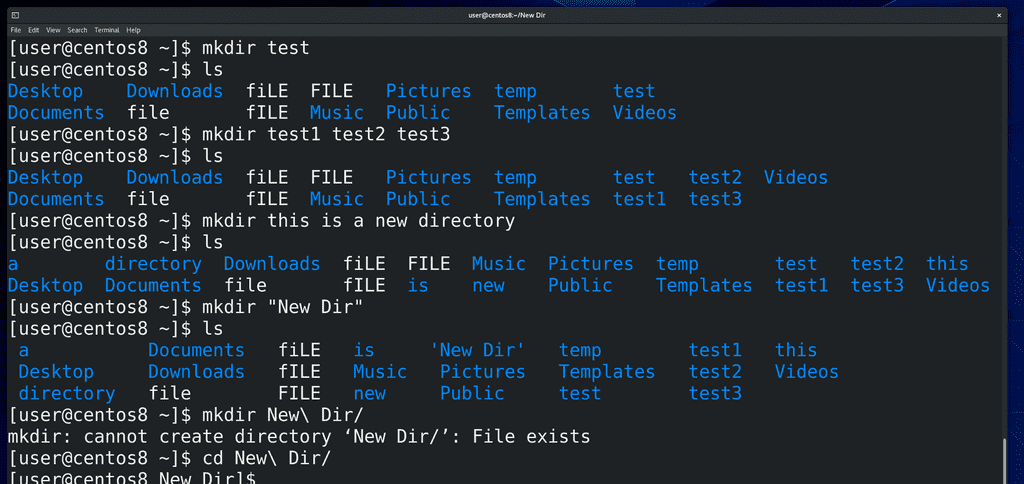 user@centos8:~/New Dir ×
File Edit View Search Terminal Help
[user@centos8 ~]$ mkdir test
[user@centos8 ~]$ ls
Desktop Downloads fiLE FILE Pictures temp test
Documents file fILE Music Public Templates Videos
[user@centos8 ~]$ mkdir test1 test2 test3
[user@centos8 ~]$ ls
Desktop Downloads fiLE FILE Pictures temp test test2 Videos
Documents file fILE Music Public Templates test1 test3
[user@centos8 ~]$ mkdir this is a new directory
[user@centos8 ~]$ ls
a directory Downloads fiLE FILE Music Pictures temp test test2 this
Desktop Documents file fILE is new Public Templates test1 test3 Videos
[user@centos8 ~]$ mkdir "New Dir"
[user@centos8 ~]$ ls
a Documents fiLE is 'New Dir' temp test1 this
Desktop Downloads fILE Music Pictures Templates test2 Videos
directory file FILE new Public test test3
[user@centos8 ~]$ mkdir New\ Dir/
mkdir: cannot create directory ‘New Dir/’: File exists
[user@centos8 ~]$ cd New\ Dir/
[user@centos8 New Dir]$